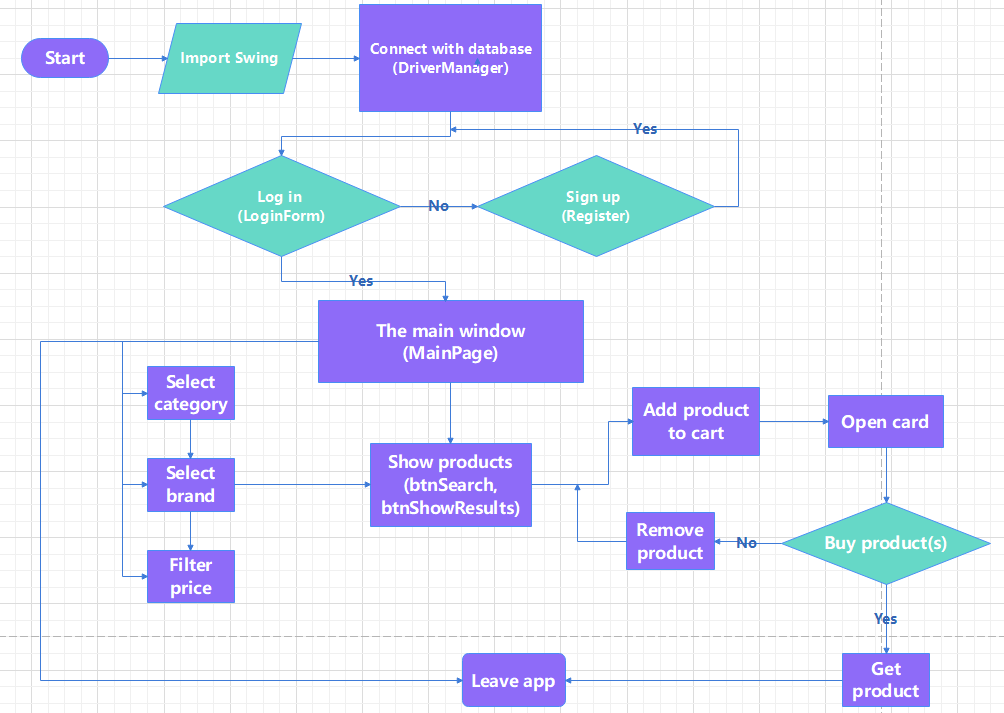 Start
Import Swing
Connect with database
(DriverManager)
Yes
Log in
(LoginForm)
No
Sign up
(Register)
Yes
The main window
(MainPage)
Select
category
Add product
to cart
Open card
Show products
(btnSearch,
btnShowResults)
Select
brand
Remove
product
No
Buy product(s)
Filter
price
Yes
Leave app
Get
product